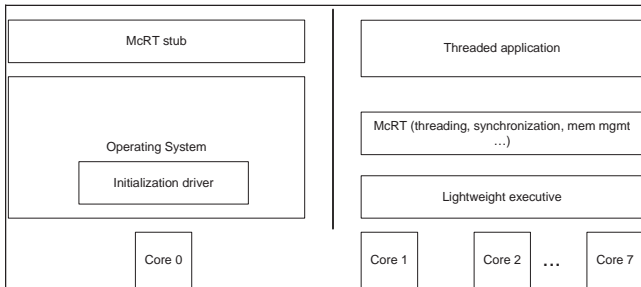 McRT stub
Operating System
Initialization driver
Core 0
Threaded application
McRT (threading, synchronization, mem mgmt
…)
Lightweight executive
Core 1
Core 2
...
Core 7